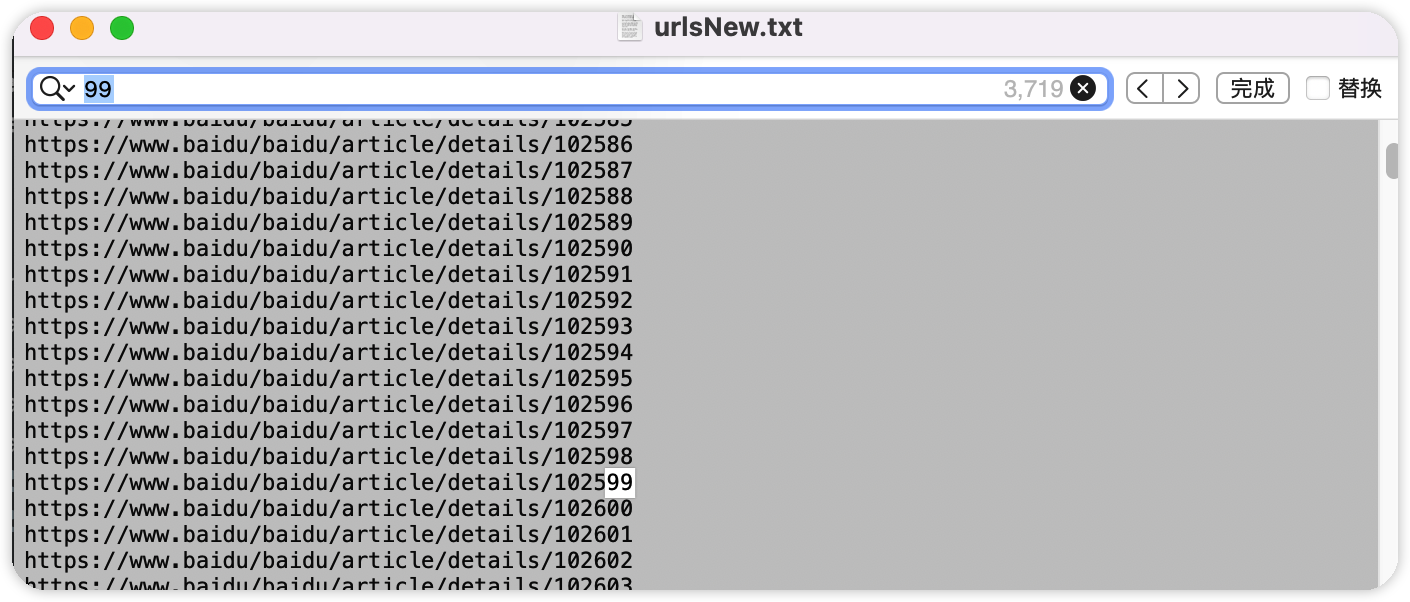 urlsNew.txt
99
3,719
完成
替换
https://www.baidu/baidu/article/details/102585
https://www.baidu/baidu/article/details/102586
https://www.baidu/baidu/article/details/102587
https://www.baidu/baidu/article/details/102588
https://www.baidu/baidu/article/details/102589
https://www.baidu/baidu/article/details/102590
https://www.baidu/baidu/article/details/102591
https://www.baidu/baidu/article/details/102592
https://www.baidu/baidu/article/details/102593
https://www.baidu/baidu/article/details/102594
https://www.baidu/baidu/article/details/102595
https://www.baidu/baidu/article/details/102596
https://www.baidu/baidu/article/details/102597
https://www.baidu/baidu/article/details/102598
https://www.baidu/baidu/article/details/102599
https://www.baidu/baidu/article/details/102600
https://www.baidu/baidu/article/details/102601
https://www.baidu/baidu/article/details/102602
https://www.baidu/baidu/article/details/102603